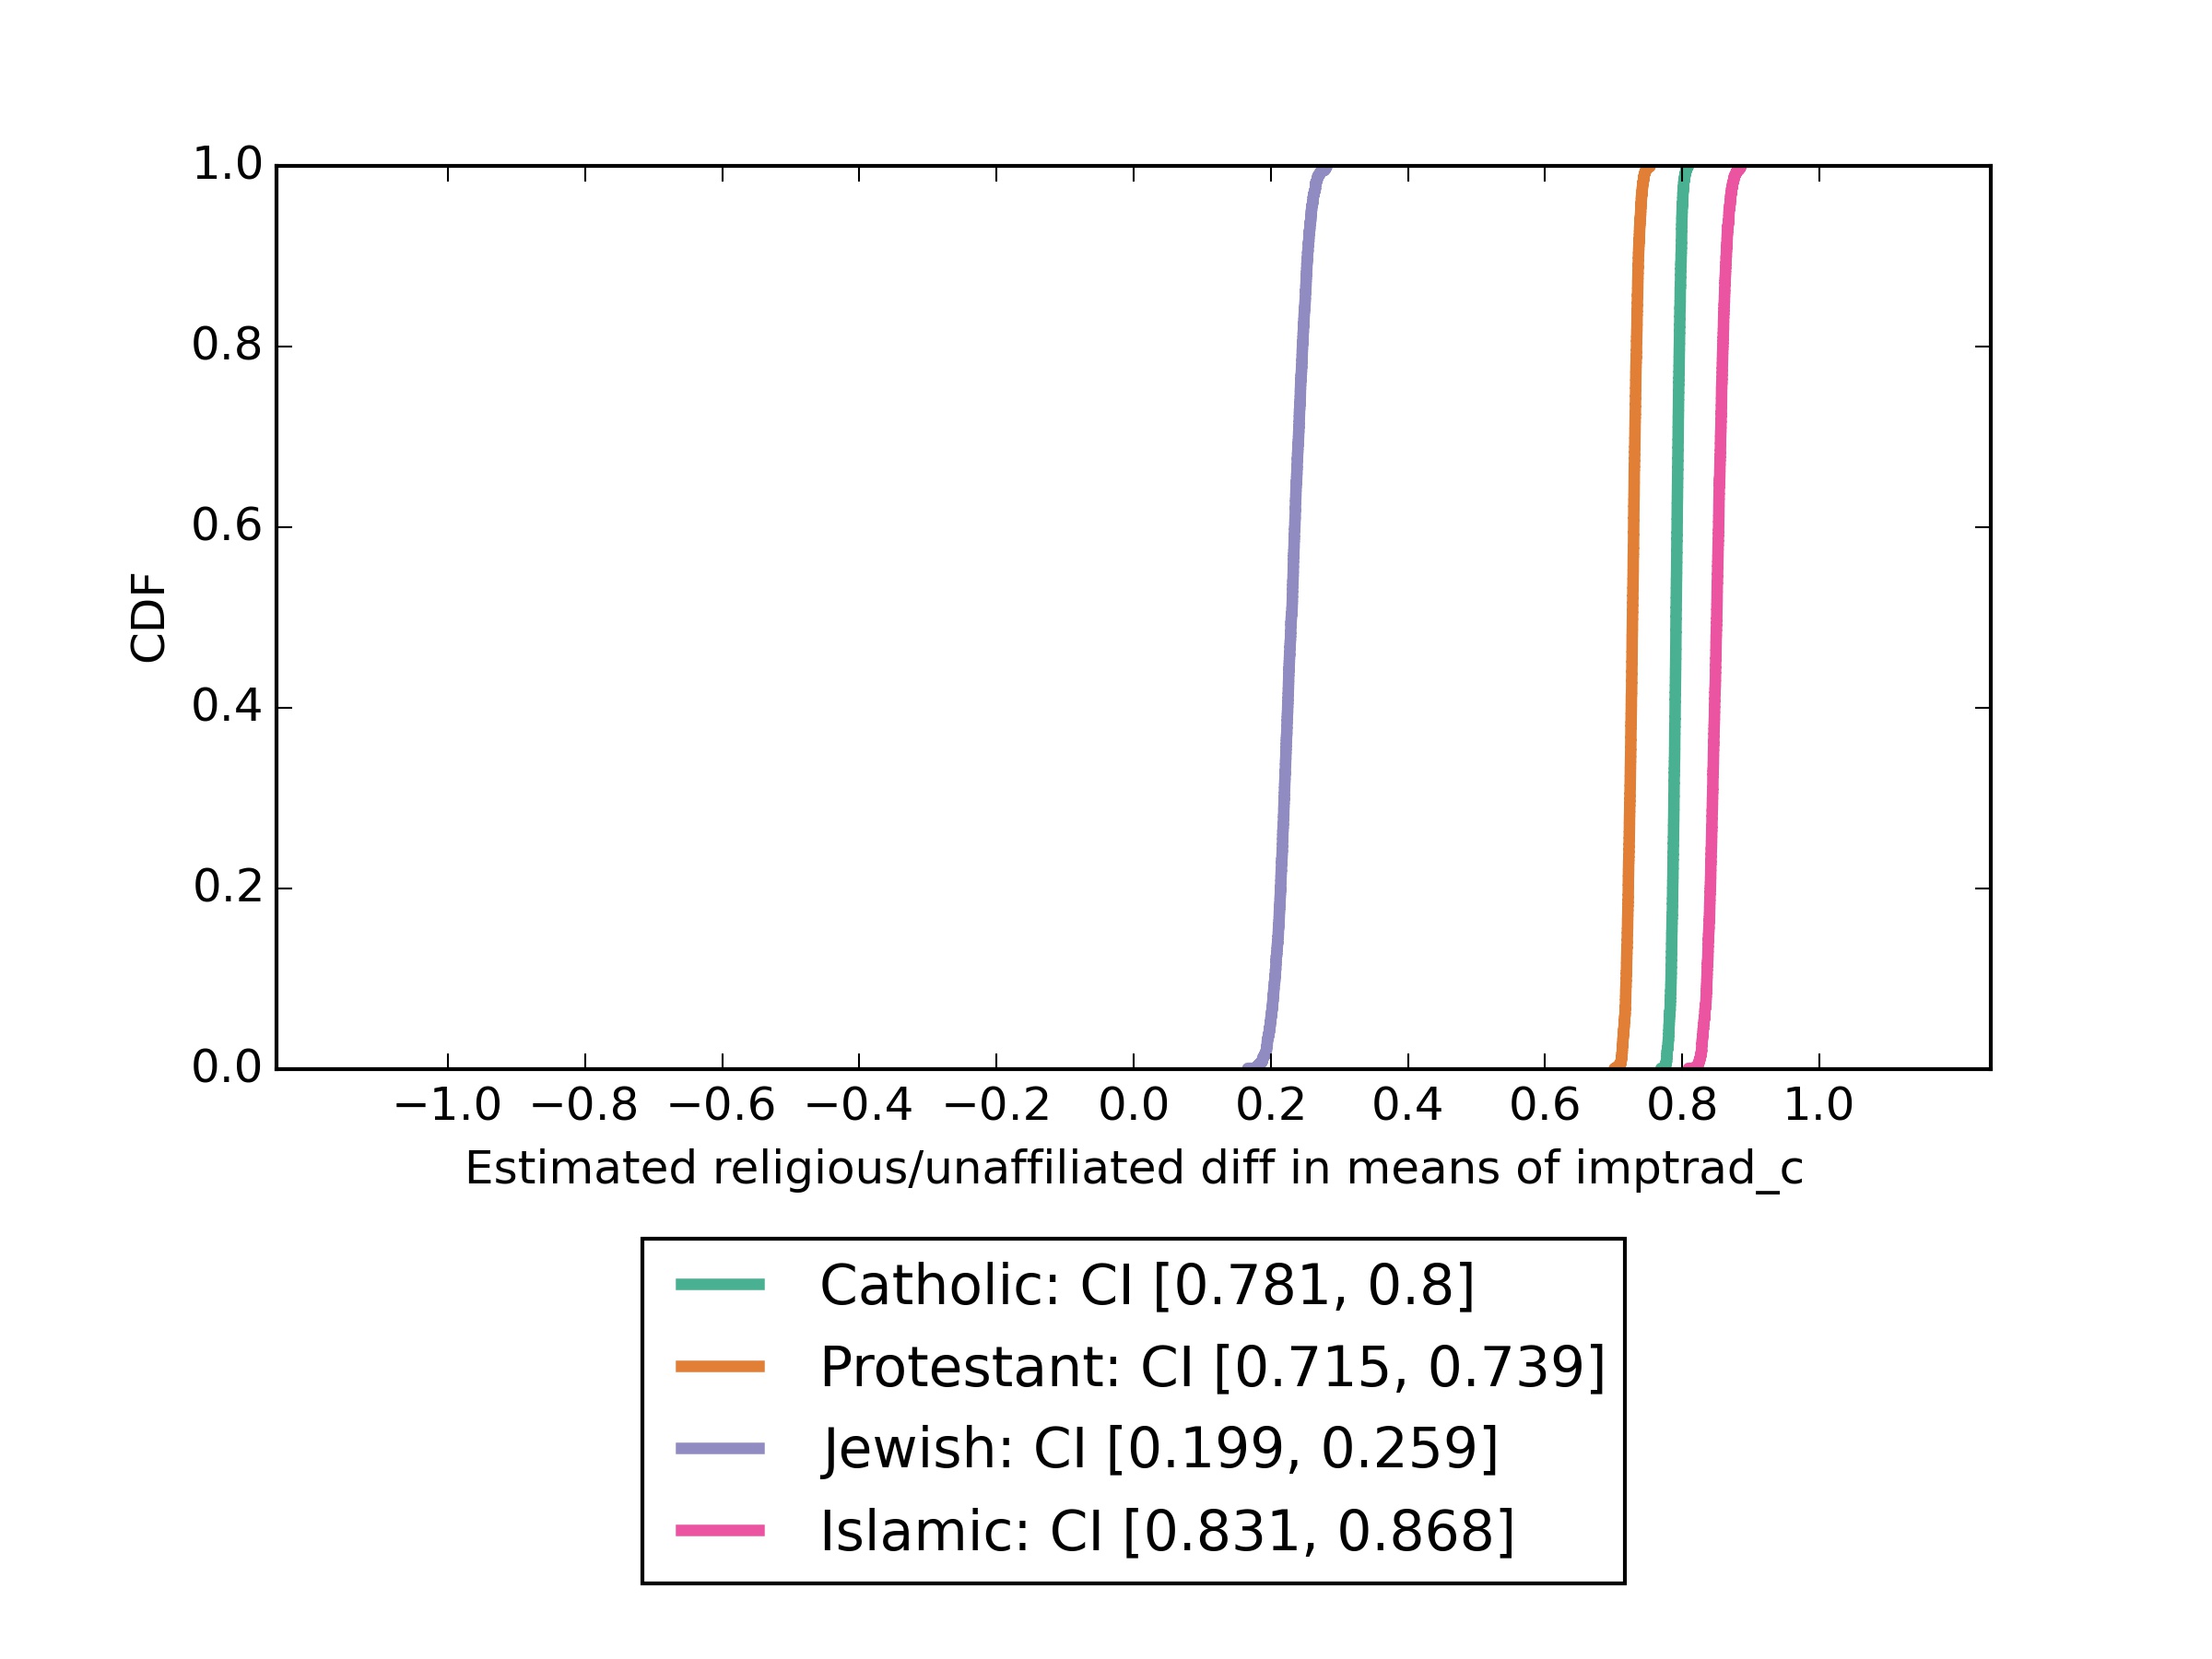 1.0
0.8
0.6
0.4
0.2
0.0
CDF
−1.0 −0.8 −0.6 −0.4 −0.2 0.0 0.2 0.4 0.6 0.8 1.0
Estimated religious/unaffiliated diff in means of imptrad_c
Catholic: CI [0.781, 0.8]
Protestant: CI [0.715, 0.739]
Jewish: CI [0.199, 0.259]
Islamic: CI [0.831, 0.868]